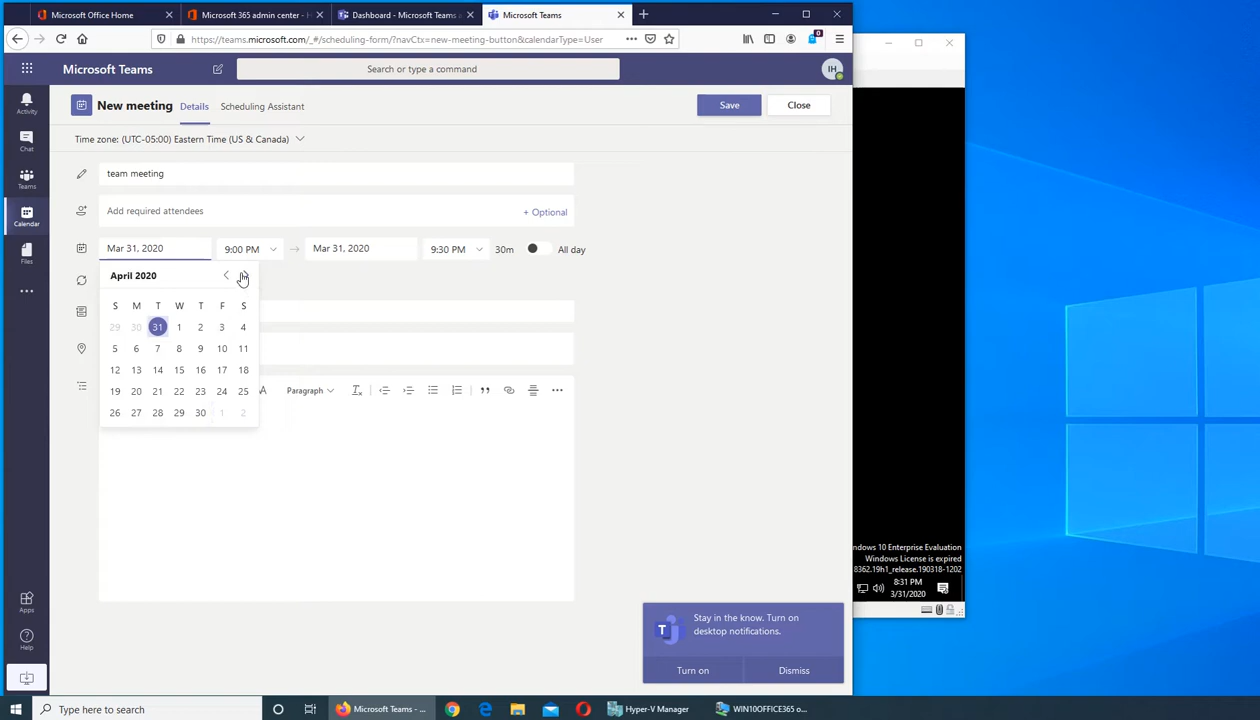 Microsoft Office Home
Microsoft 365 admin center - H
Dashboard - Microsoft Teams a
Microsoft Teams
https://teams.microsoft.com/_#/scheduling-form/?navCtx=new-meeting-button&calendarType=User
0
Microsoft Teams
Search or type a command
IH
New meeting
Details
Scheduling Assistant
Save
Close
Time zone: (UTC-05:00) Eastern Time (US & Canada)
team meeting
Add required attendees
+ Optional
Mar 31, 2020
9:00 PM
Mar 31, 2020
9:30 PM
30m
All day
April 2020
S M T W T F S
29 30 31 1 2 3 4
5 6 7 8 9 10 11
12 13 14 15 16 17 18
19 20 21 22 23 24 25
26 27 28 29 30 1 2
A
Paragraph
Activity
Chat
Teams
Calendar
Files
Apps
Help
Stay in the know. Turn on
desktop notifications.
Turn on
Dismiss
ndows 10 Enterprise Evaluation
Windows License is expired
8362.19h1_release.190318-1202
8:31 PM
3/31/2020
Type here to search
Microsoft Teams - ...
Hyper-V Manager
WIN10OFFICE365 o...